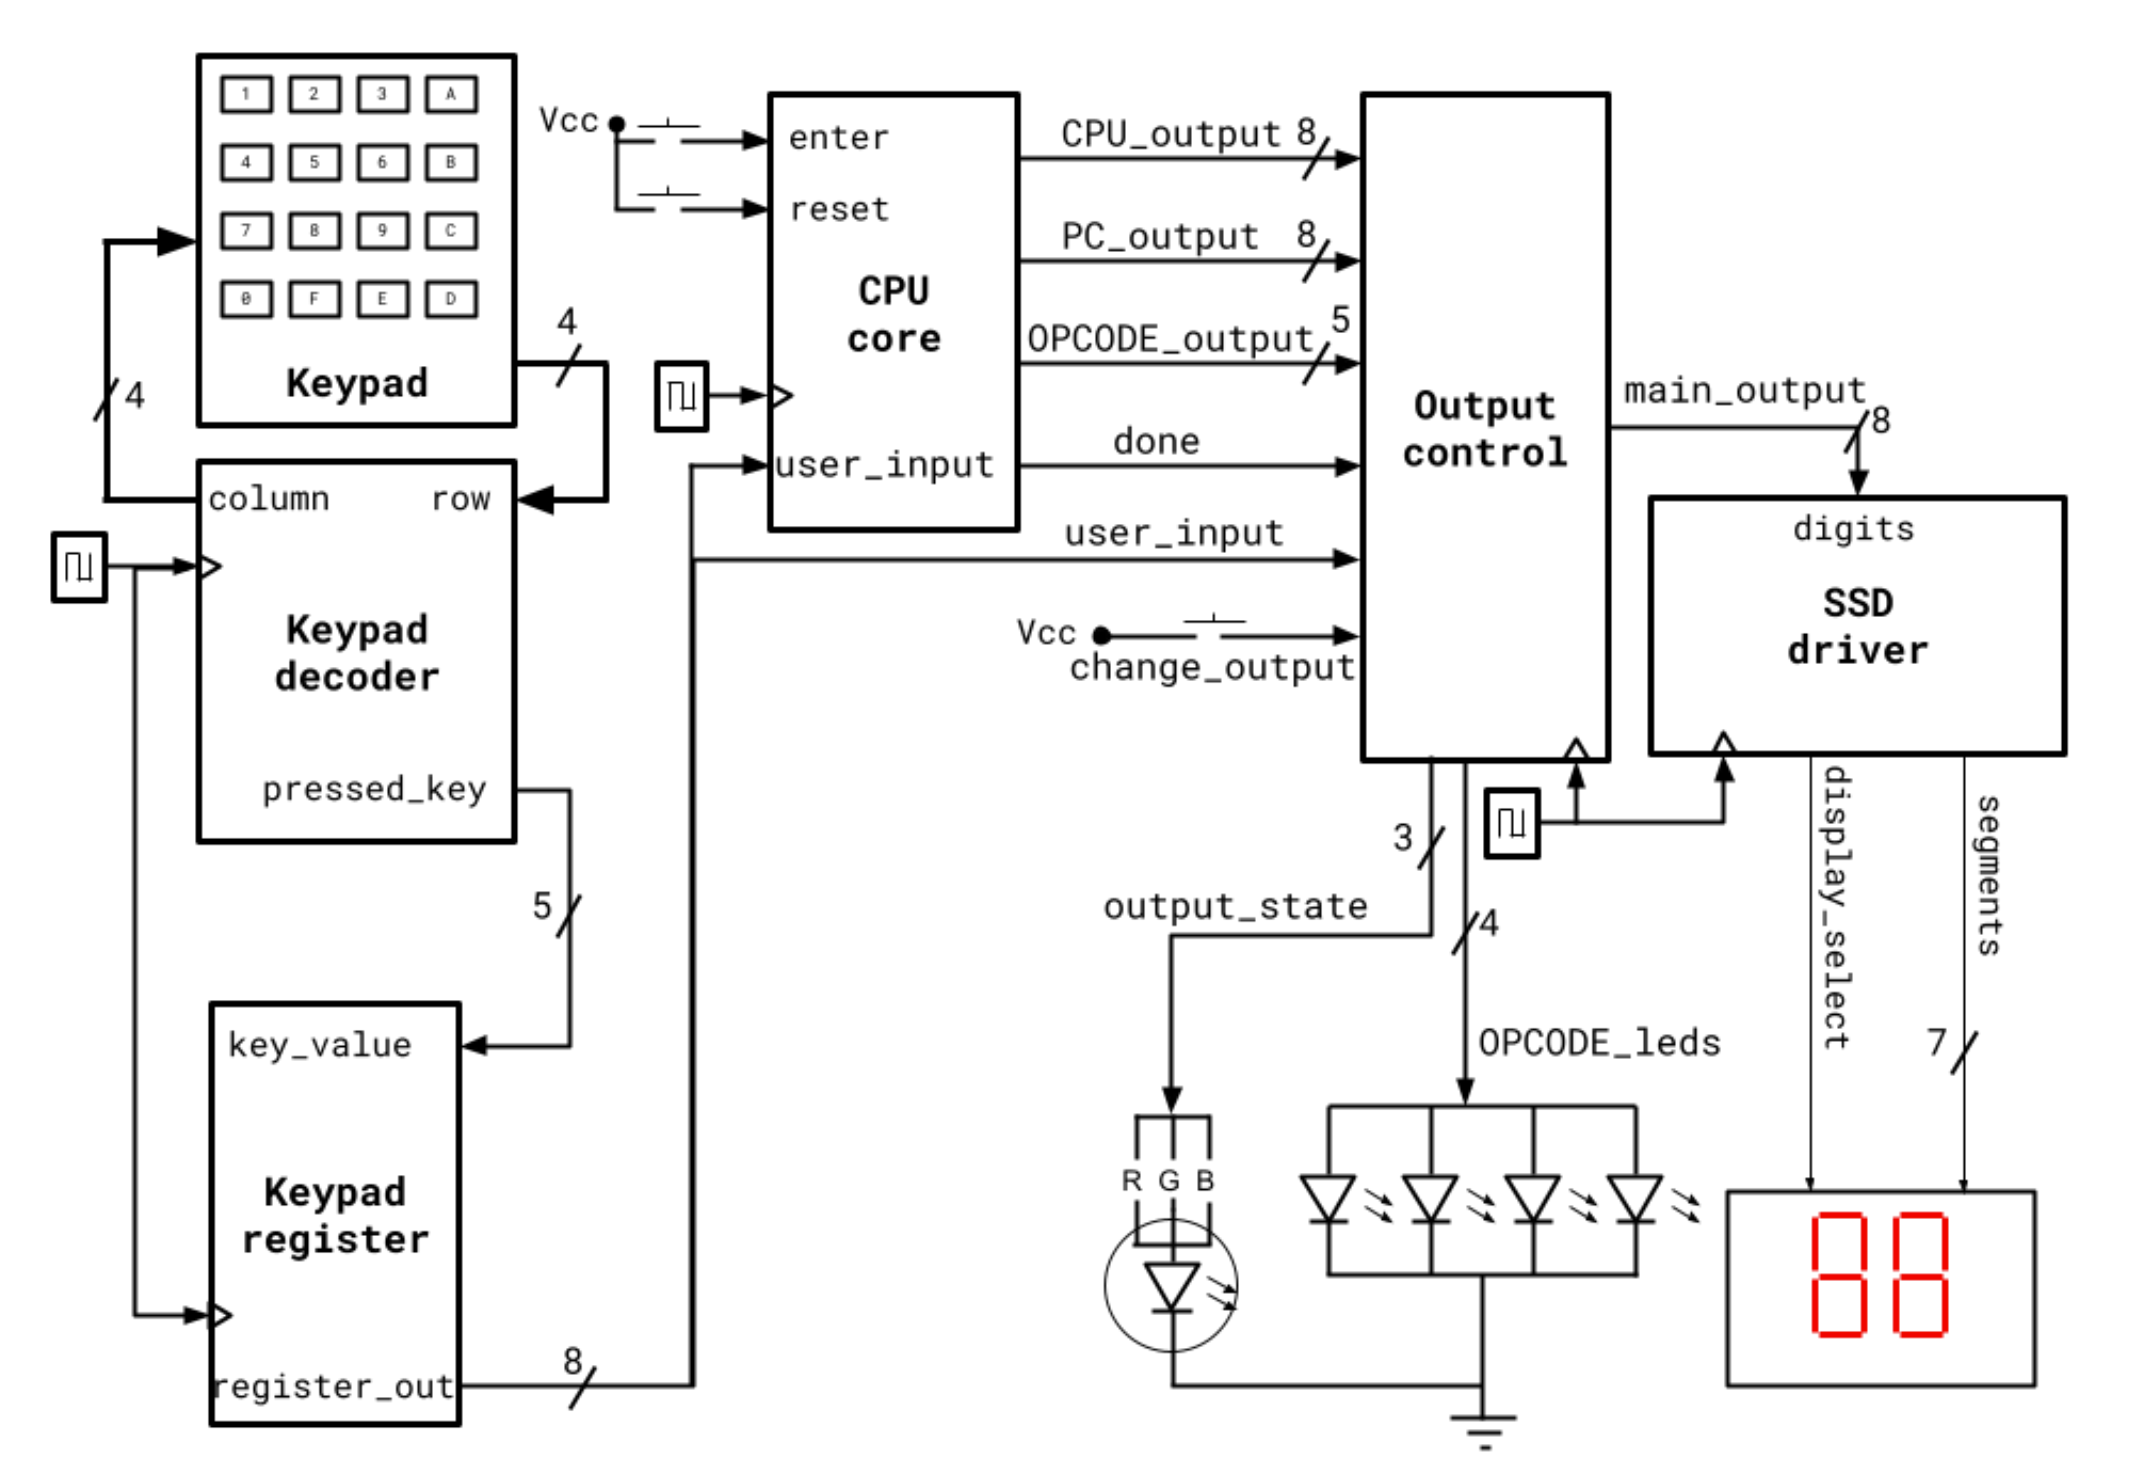 1 2 3 A
4 5 6 B
7 8 9 C
0 F E D
Keypad
4
4
column row
Keypad
decoder
pressed_key
5
key_value
Keypad
register
register_out
8
Vcc
enter
reset
CPU
core
user_input
CPU_output 8
PC_output 8
OPCODE_output 5
done
user_input
Vcc
change_output
Output
control
main_output
8
digits
SSD
driver
display_select
segments
7
3
output_state
4
OPCODE_leds
R G B
88